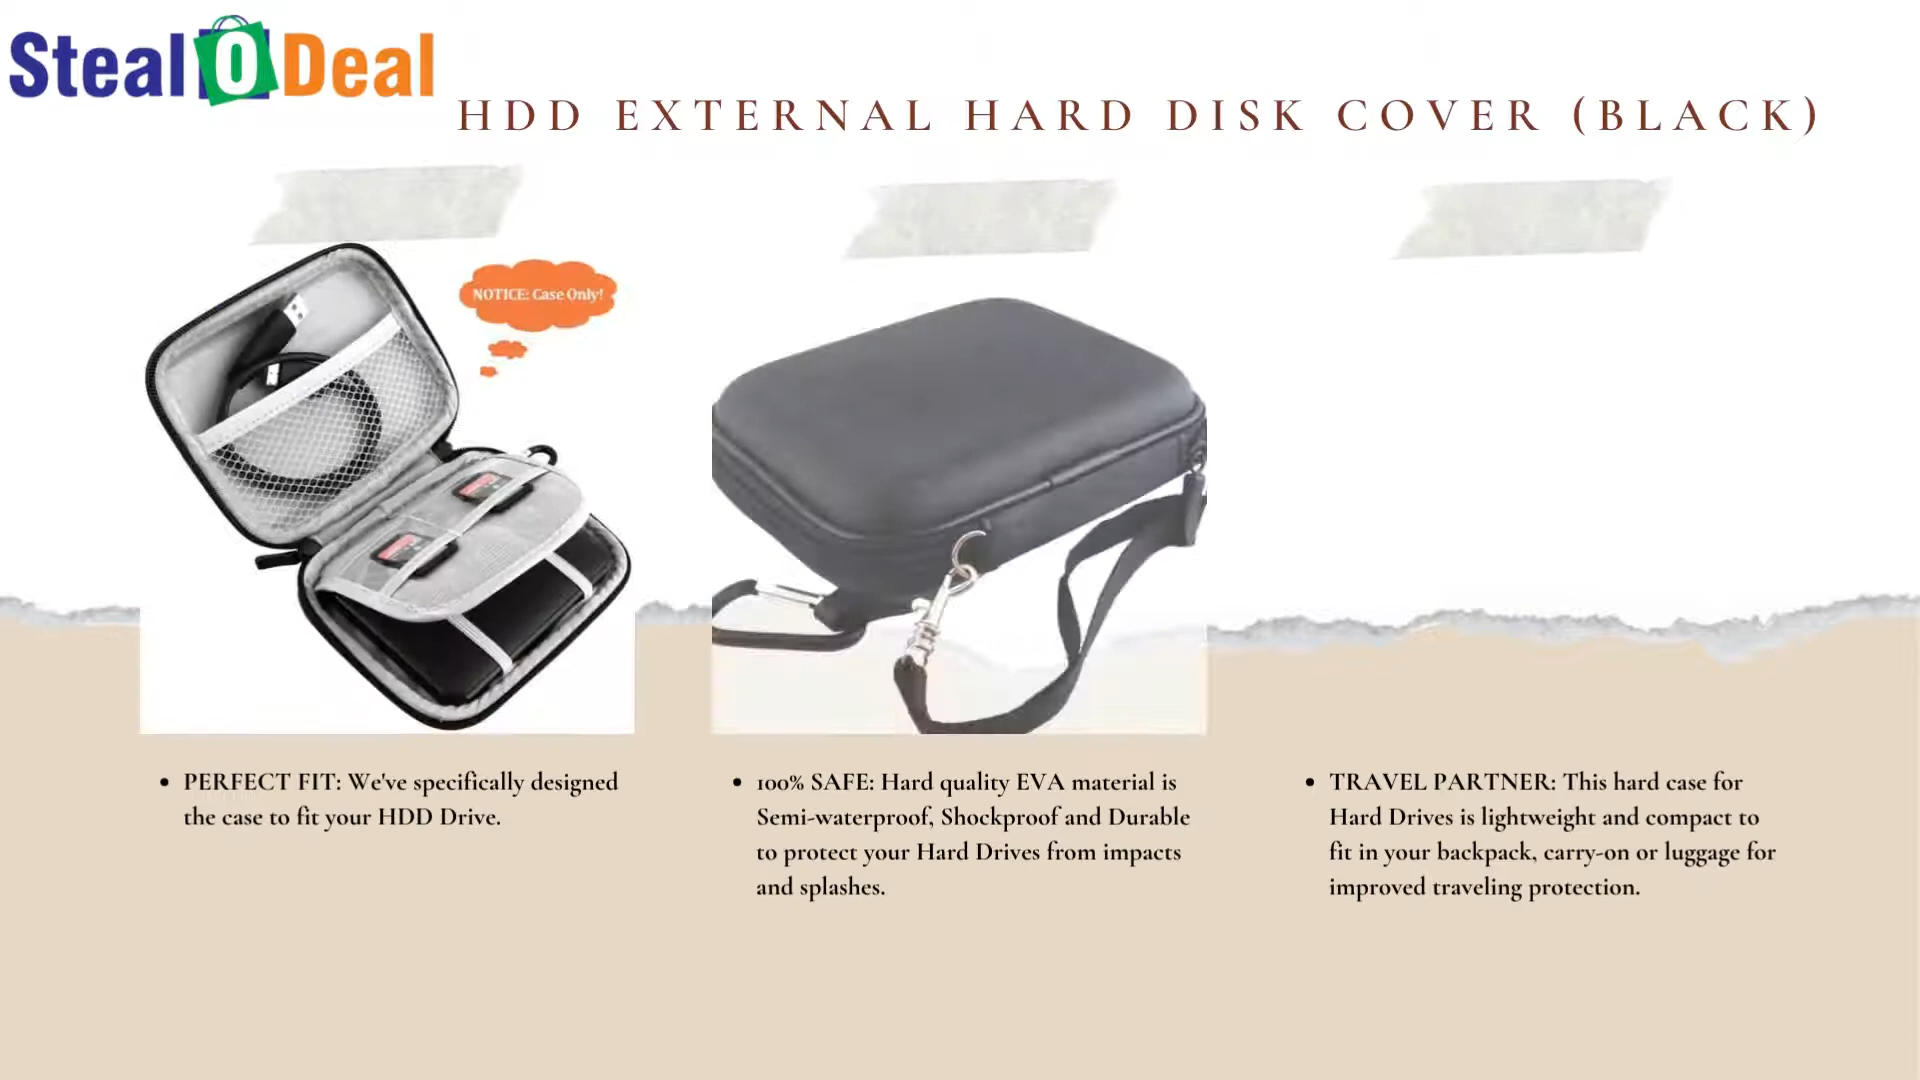 Steal O Deal
HDD EXTERNAL HARD DISK COVER (BLACK)
NOTICE: Case Only!
• PERFECT FIT: We've specifically designed
the case to fit your HDD Drive.
• 100% SAFE: Hard quality EVA material is
Semi-waterproof, Shockproof and Durable
to protect your Hard Drives from impacts
and splashes.
• TRAVEL PARTNER: This hard case for
Hard Drives is lightweight and compact to
fit in your backpack, carry-on or luggage for
improved traveling protection.